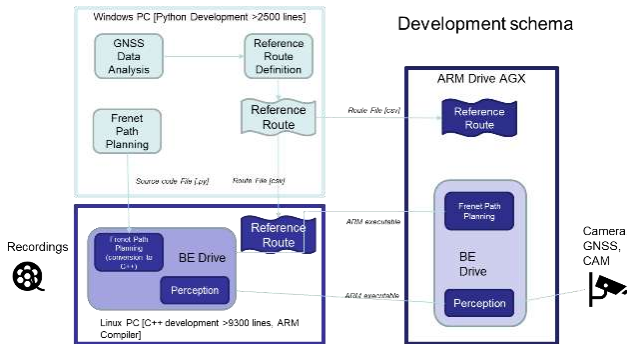 Windows PC [Python Development >2500 lines]
Development schema
GNSS
Data
Analysis
Reference
Route
Definition
ARM Drive AGX
Reference
Route
Route File [csv]
Reference
Route
Frenet
Path
Planning
Source code File [.py]
Route File [csv]
Reference
Route
ARM executable
Frenet Path
Planning
Recordings
Frenet Path
Planning
(conversion to
C++)
BE Drive
Perception
BE
Drive
Camera
GNSS,
CAM
ARM executable
Perception
Linux PC [C++ development >9300 lines, ARM
Compiler]